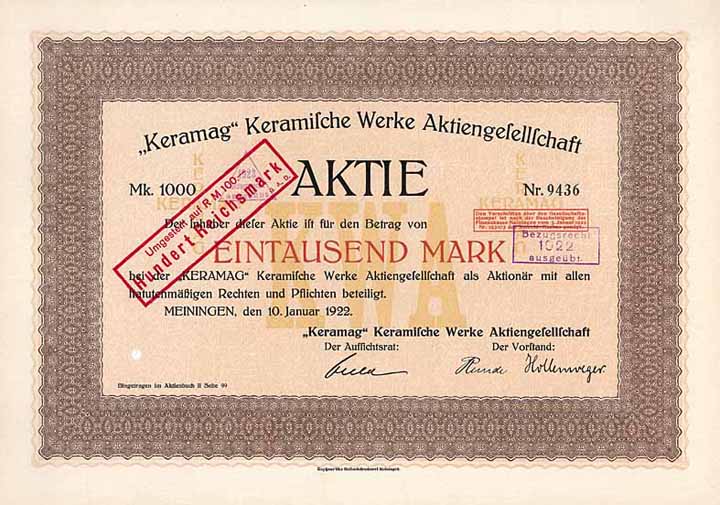 „Keramag“ Keramiſche Werke Aktiengeſellſchaft
AKTIE
Mk. 1000
Nr. 9436
Umgestellt auf R M 100.-
Hundert Reichsmark
Der Inhaber dieſer Aktie iſt für den Betrag von
EINTAUSEND MARK
Bezugsrecht
1922
ausgeübt.
bei der „KERAMAG“ Keramiſche Werke Aktiengeſellſchaft als Aktionär mit allen
ſtatutenmäßigen Rechten und Pflichten beteiligt.
MEININGEN, den 10. Januar 1922.
„Keramag“ Keramiſche Werke Aktiengeſellſchaft
Der Aufſichtsrat:
Der Vorſtand:
Hollenweger
Eingetragen im Aktienbuch II Seite 99